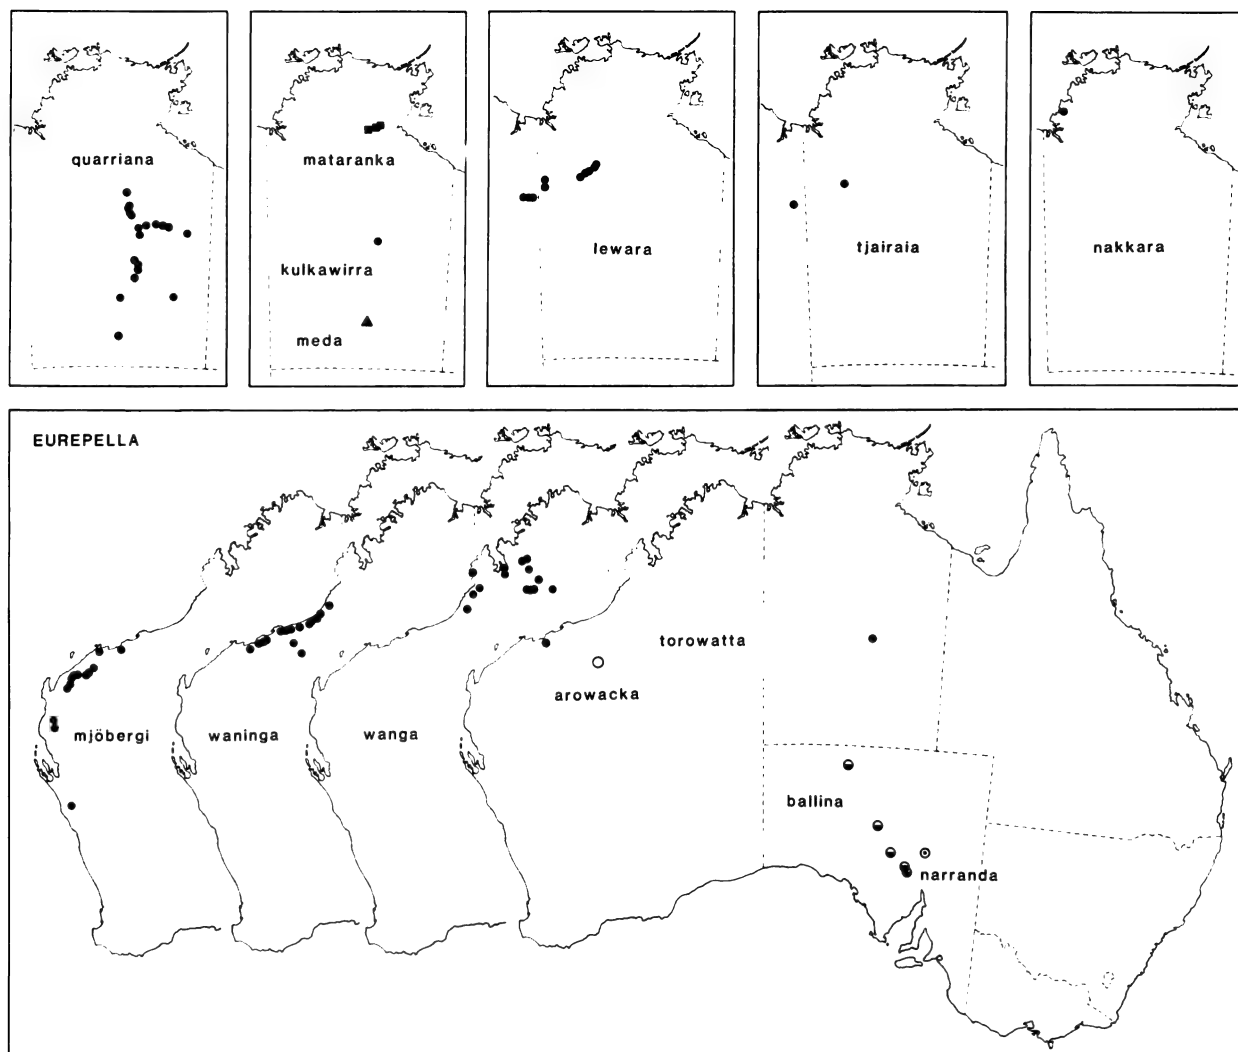 quarriana
mataranka
kulkawirra
meda
lewara
tjairaia
nakkara
EUREPELLA
torowatta
arowacka
mjöbergi
waninga
wanga
ballina
narranda